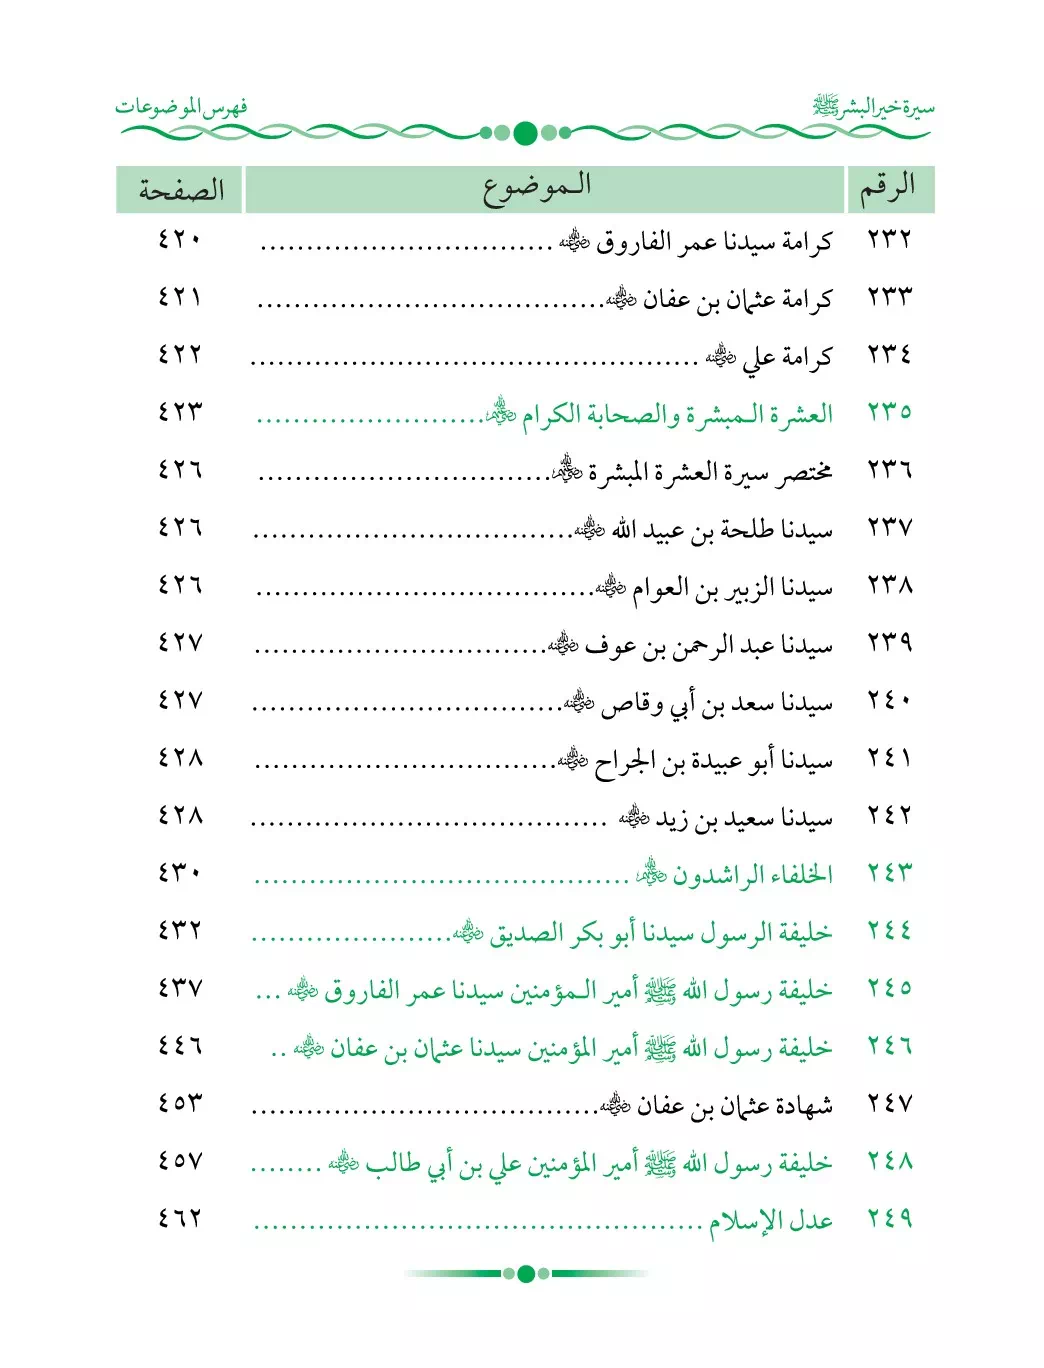 سيرة خير البشر ﷺ
فهرس الموضوعات
الرقم الـموضوع الصفحة
٢٣٢ كرامة سيدنا عمر الفاروق رضي الله عنه ................................ ٤٢٠
٢٣٣ كرامة عثمان بن عفان رضي الله عنه...................................... ٤٢١
٢٣٤ كرامة علي رضي الله عنه ................................................. ٤٢٢
٢٣٥ العشرة الـمبشرة والصحابة الكرام رضي الله عنهم......................... ٤٢٣
٢٣٦ مختصر سيرة العشرة المبشرة رضي الله عنهم................................ ٤٢٦
٢٣٧ سيدنا طلحة بن عبيد الله رضي الله عنه................................... ٤٢٦
٢٣٨ سيدنا الزبير بن العوام رضي الله عنه..................................... ٤٢٦
٢٣٩ سيدنا عبد الرحمن بن عوف رضي الله عنه................................ ٤٢٧
٢٤٠ سيدنا سعد بن أبي وقاص رضي الله عنه.................................. ٤٢٧
٢٤١ سيدنا أبو عبيدة بن الجراح رضي الله عنه................................. ٤٢٨
٢٤٢ سيدنا سعيد بن زيد رضي الله عنه ....................................... ٤٢٨
٢٤٣ الخلفاء الراشدون رضي الله عنهم ......................................... ٤٣٠
٢٤٤ خليفة الرسول سيدنا أبو بكر الصديق رضي الله عنه...................... ٤٣٢
٢٤٥ خليفة رسول الله ﷺ أمير الـمؤمنين سيدنا عمر الفاروق رضي الله عنه ... ٤٣٧
٢٤٦ خليفة رسول الله ﷺ أمير المؤمنين سيدنا عثمان بن عفان رضي الله عنه .. ٤٤٦
٢٤٧ شهادة عثمان بن عفان رضي الله عنه...................................... ٤٥٣
٢٤٨ خليفة رسول الله ﷺ أمير المؤمنين علي بن أبي طالب رضي الله عنه ........ ٤٥٧
٢٤٩ عدل الإسلام ................................................. ٤٦٢